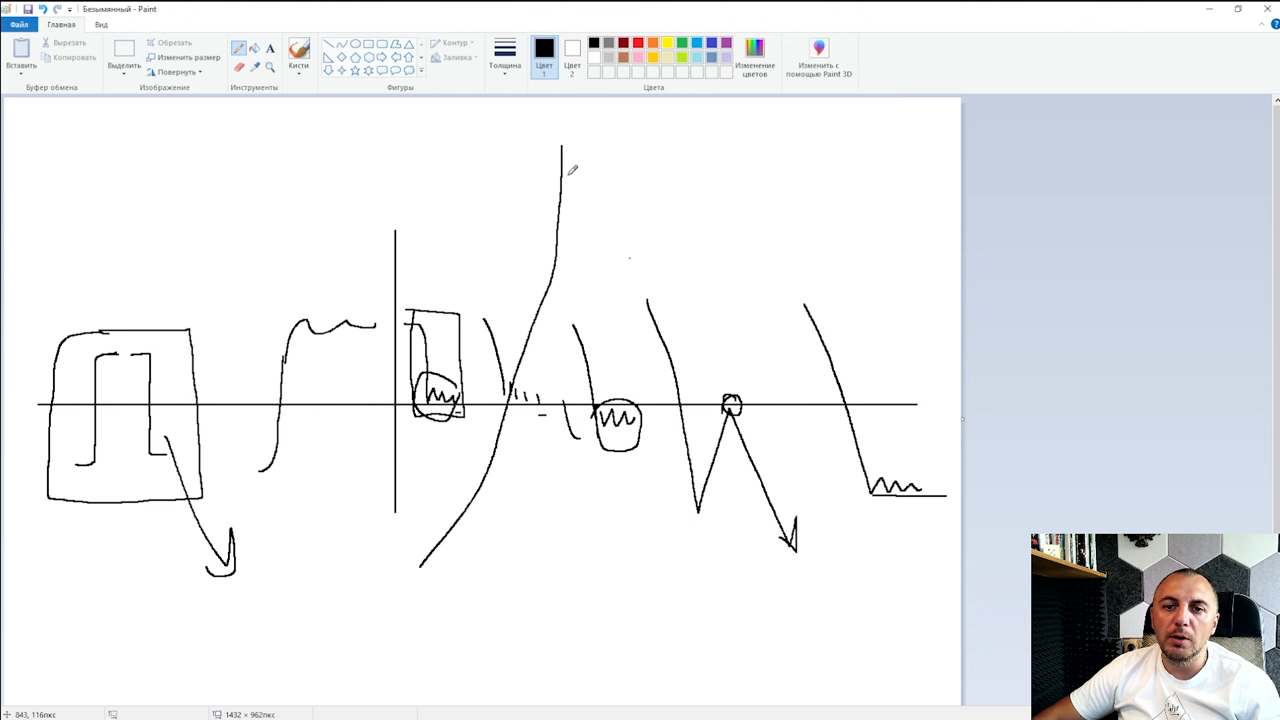 Безымянный - Paint
Файл
Главная
Вид
Вставить
Вырезать
Копировать
Выделить
Обрезать
Изменить размер
Повернуть
Кисти
Контур
Заливка
Толщина
Цвет 1
Цвет 2
Изменение цветов
Изменить с помощью Paint 3D
Буфер обмена
Изображение
Инструменты
Фигуры
Цвета
843, 116пкс
1432 × 962пкс